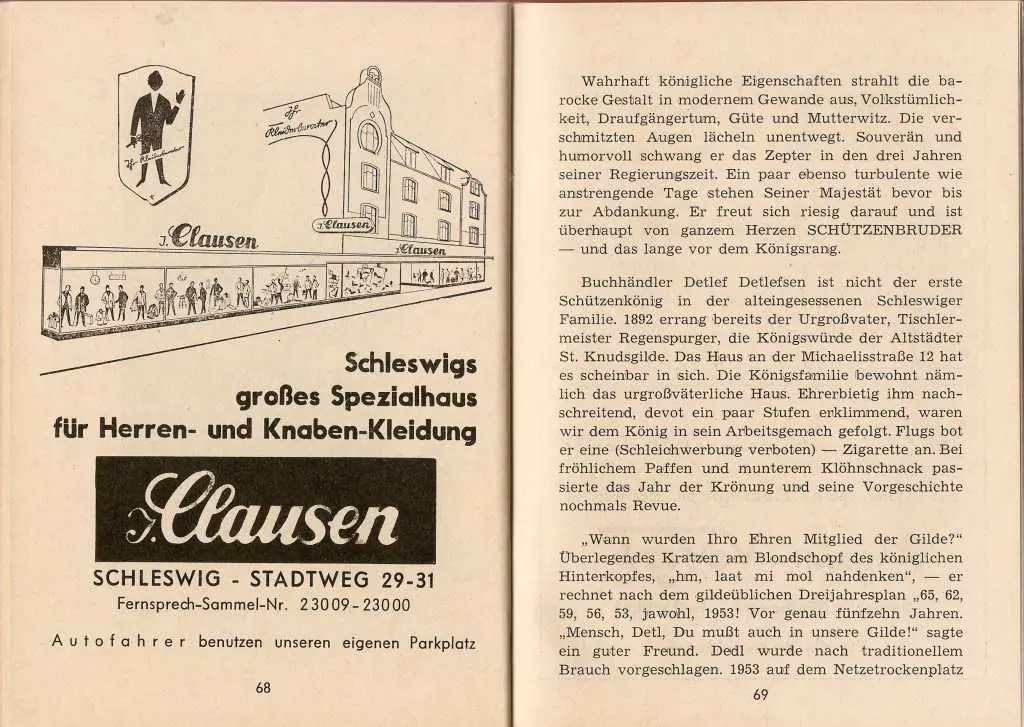 Jf.
Kleiderberater
Jf. Kleiderberater
J. Clausen
J. Clausen
J. Clausen
Schleswigs
großes Spezialhaus
für Herren- und Knaben-Kleidung
J. Clausen
SCHLESWIG - STADTWEG 29-31
Fernsprech-Sammel-Nr. 23009-23000
Autofahrer benutzen unseren eigenen Parkplatz
68
Wahrhaft königliche Eigenschaften strahlt die ba-
rocke Gestalt in modernem Gewande aus, Volkstümlich-
keit, Draufgängertum, Güte und Mutterwitz. Die ver-
schmitzten Augen lächeln unentwegt. Souverän und
humorvoll schwang er das Zepter in den drei Jahren
seiner Regierungszeit. Ein paar ebenso turbulente wie
anstrengende Tage stehen Seiner Majestät bevor bis
zur Abdankung. Er freut sich riesig darauf und ist
überhaupt von ganzem Herzen SCHÜTZENBRUDER
— und das lange vor dem Königsrang.
Buchhändler Detlef Detlefsen ist nicht der erste
Schützenkönig in der alteingesessenen Schleswiger
Familie. 1892 errang bereits der Urgroßvater, Tischler-
meister Regenspurger, die Königswürde der Altstädter
St. Knudsgilde. Das Haus an der Michaelisstraße 12 hat
es scheinbar in sich. Die Königsfamilie bewohnt näm-
lich das urgroßväterliche Haus. Ehrerbietig ihm nach-
schreitend, devot ein paar Stufen erklimmend, waren
wir dem König in sein Arbeitsgemach gefolgt. Flugs bot
er eine (Schleichwerbung verboten) — Zigarette an. Bei
fröhlichem Paffen und munterem Klöhnschnack pas-
sierte das Jahr der Krönung und seine Vorgeschichte
nochmals Revue.
„Wann wurden Ihro Ehren Mitglied der Gilde?“
Überlegendes Kratzen am Blondschopf des königlichen
Hinterkopfes, „hm, laat mi mol nahdenken“, — er
rechnet nach dem gildeüblichen Dreijahresplan „65, 62,
59, 56, 53, jawohl, 1953! Vor genau fünfzehn Jahren.
„Mensch, Detl, Du mußt auch in unsere Gilde!“ sagte
ein guter Freund. Dedl wurde nach traditionellem
Brauch vorgeschlagen. 1953 auf dem Netzetrockenplatz
69